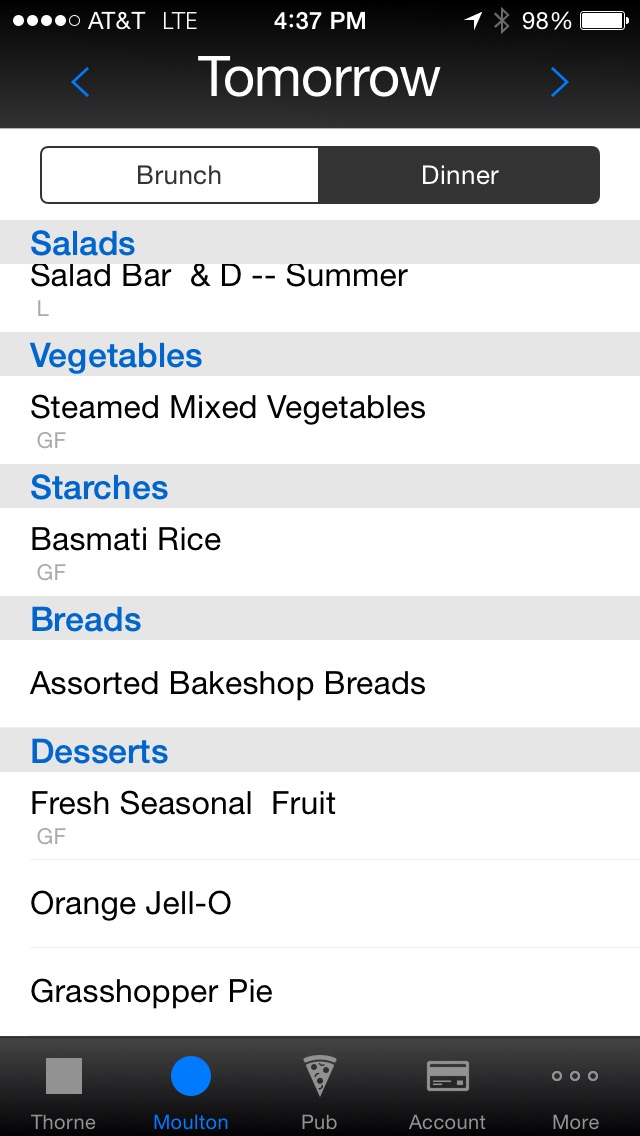 AT&T LTE 4:37 PM 98%
Tomorrow
Brunch Dinner
Salads
Salad Bar  & D -- Summer
L
Vegetables
Steamed Mixed Vegetables
GF
Starches
Basmati Rice
GF
Breads
Assorted Bakeshop Breads
Desserts
Fresh Seasonal  Fruit
GF
Orange Jell-O
Grasshopper Pie
Thorne Moulton Pub Account More